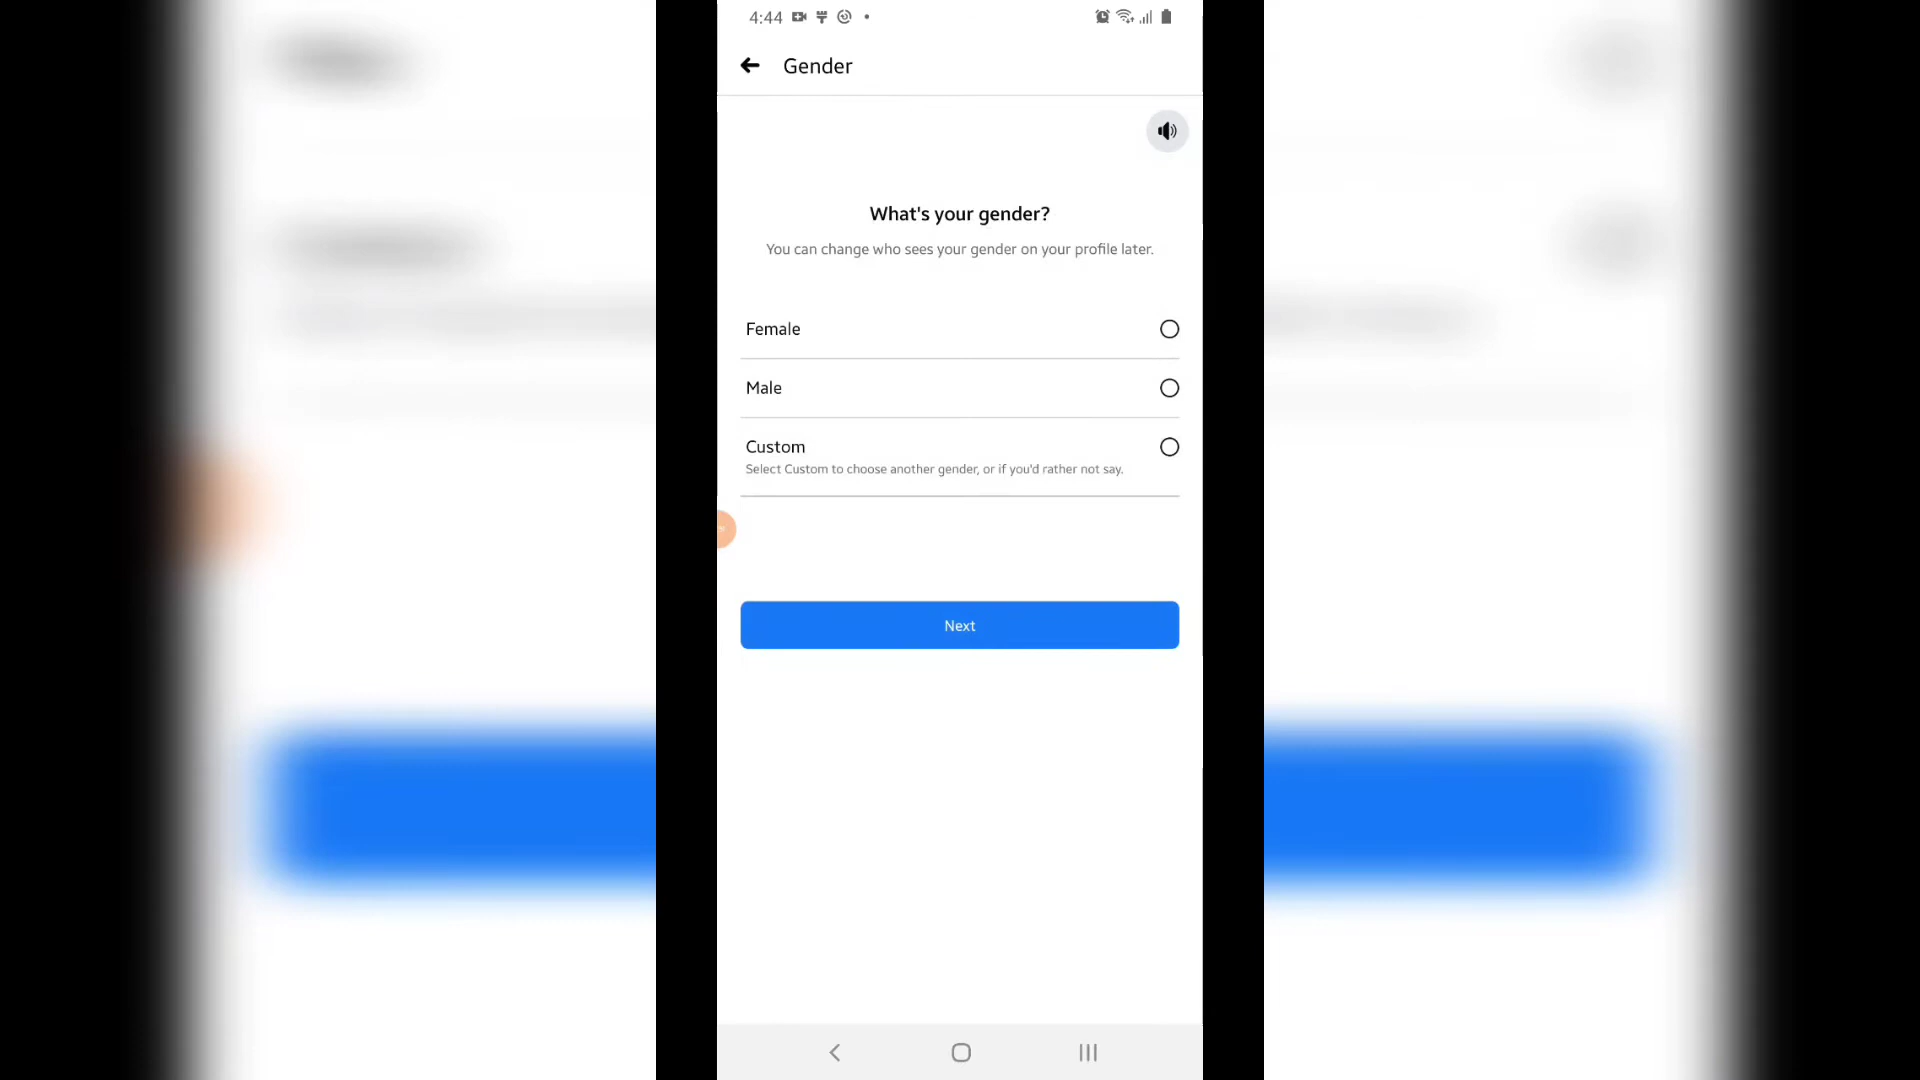 4:44
Gender
What's your gender?
You can change who sees your gender on your profile later.
Female
Male
Custom
Select Custom to choose another gender, or if you'd rather not say.
Next